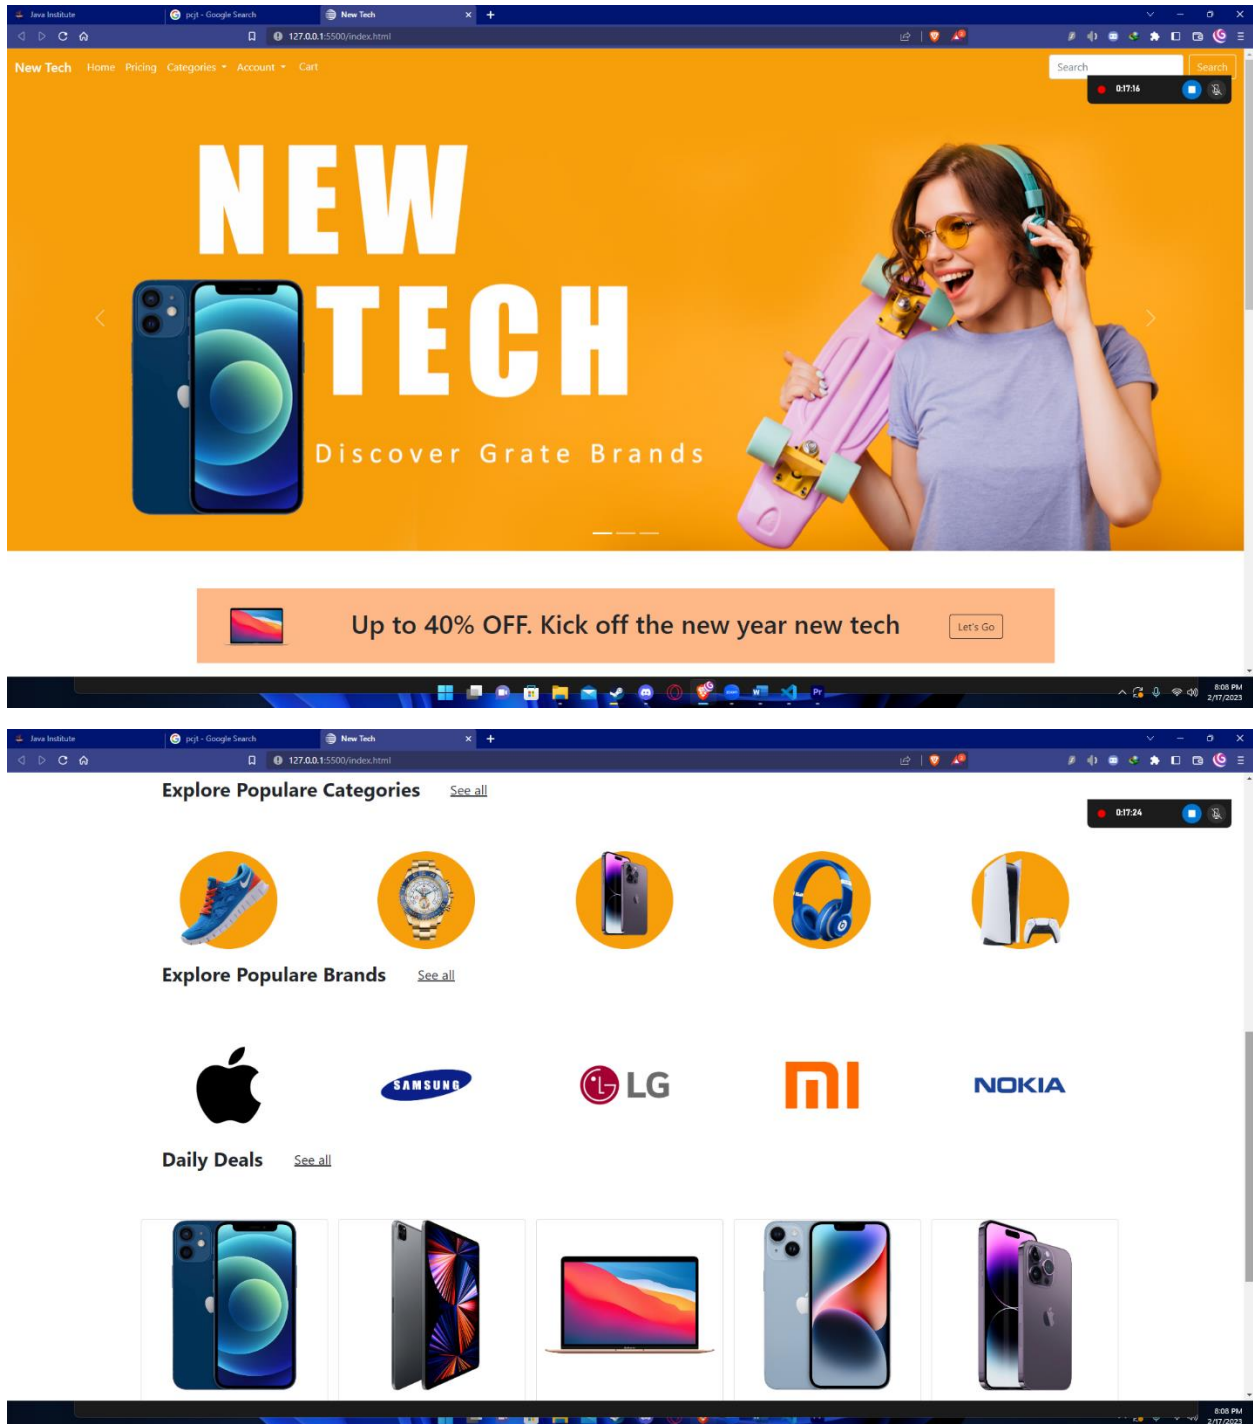 Java Institute
pcjt - Google Search
New Tech
127.0.0.1:5500/index.html
New Tech Home Pricing Categories Account Cart
Search
Search
0:17:16
NEW
TECH
Discover Grate Brands
Up to 40% OFF. Kick off the new year new tech
Let's Go
8:08 PM
2/17/2023
Java Institute
pcjt - Google Search
New Tech
127.0.0.1:5500/index.html
Explore Populare Categories See all
0:17:24
Explore Populare Brands See all
SAMSUNG
LG
NOKIA
Daily Deals See all
8:08 PM
2/17/2023